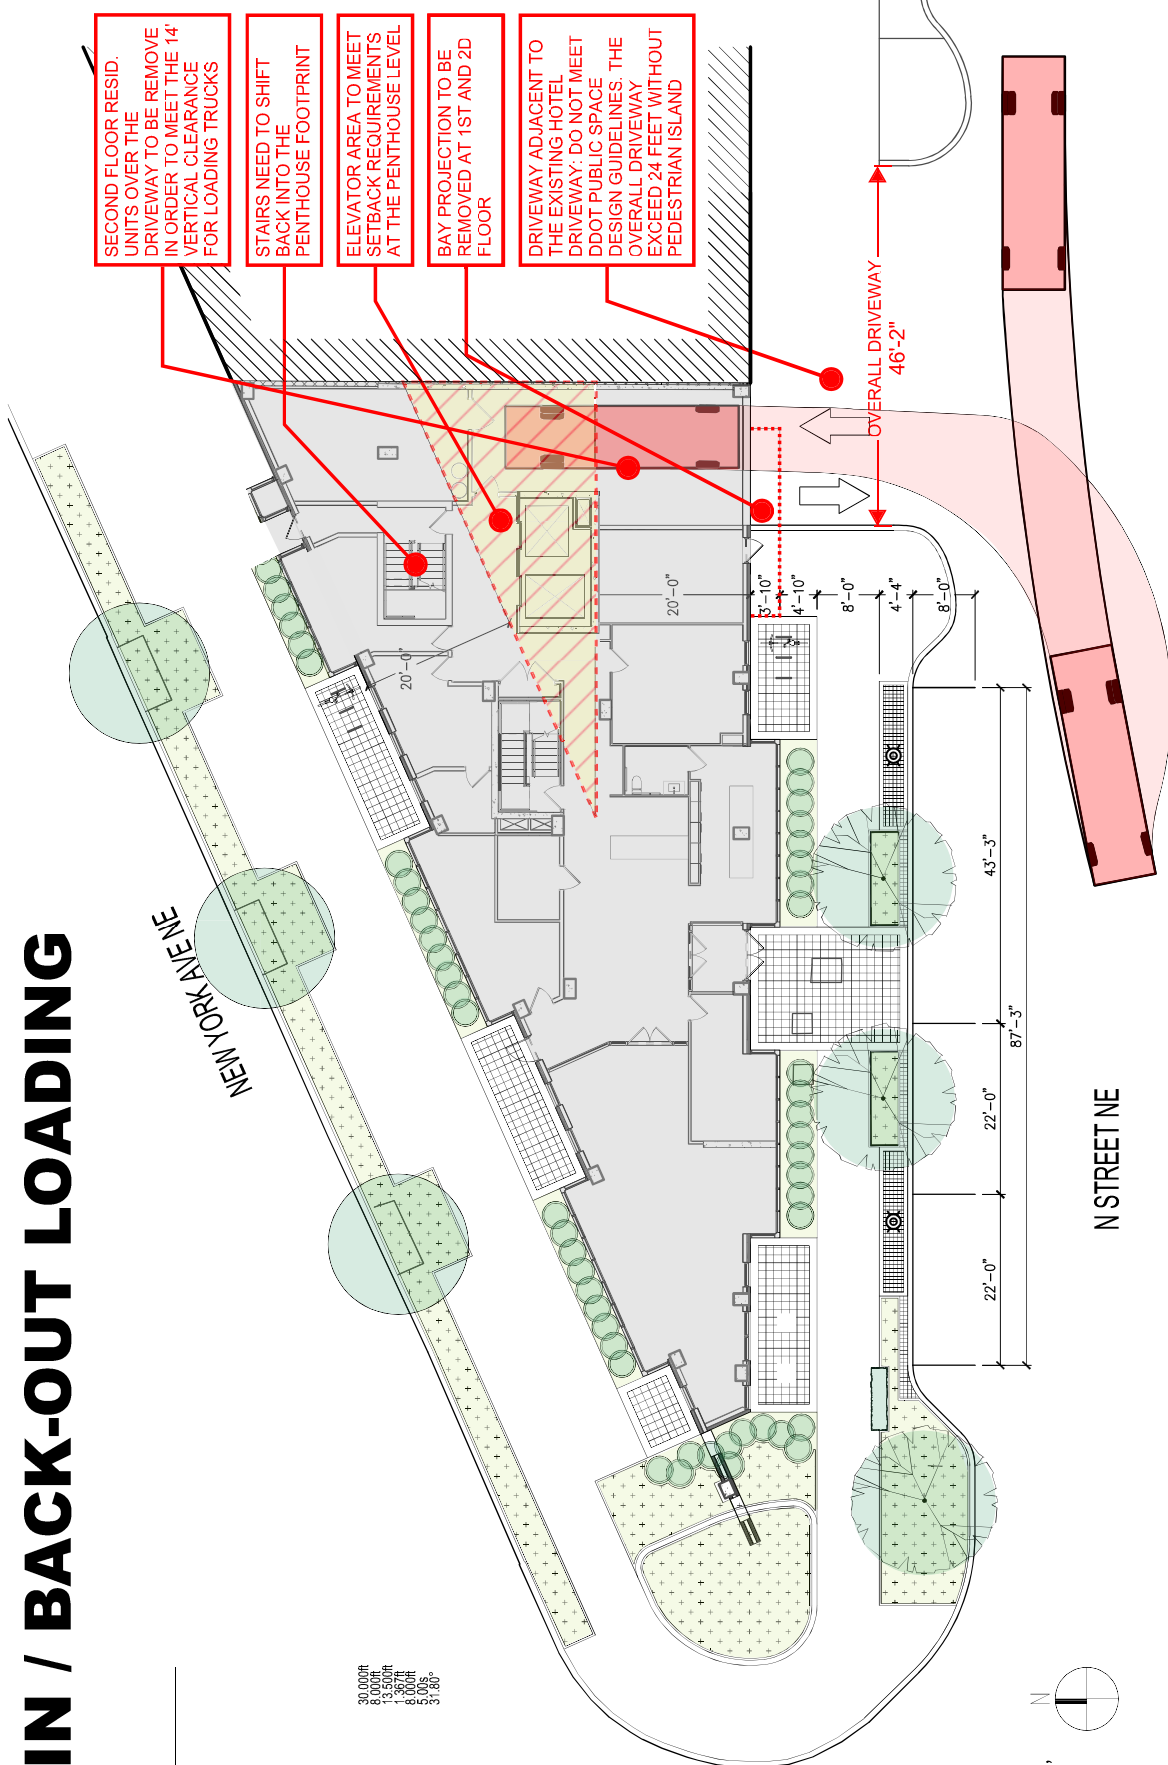 IN / BACK-OUT LOADING
SECOND FLOOR RESID.
UNITS OVER THE
DRIVEWAY TO BE REMOVE
IN ORDER TO MEET THE 14'
VERTICAL CLEARANCE
FOR LOADING TRUCKS
STAIRS NEED TO SHIFT
BACK INTO THE
PENTHOUSE FOOTPRINT
ELEVATOR AREA TO MEET
SETBACK REQUIREMENTS
AT THE PENTHOUSE LEVEL
BAY PROJECTION TO BE
REMOVED AT 1ST AND 2D
FLOOR
DRIVEWAY ADJACENT TO
THE EXISTING HOTEL
DRIVEWAY: DO NOT MEET
DDOT PUBLIC SPACE
DESIGN GUIDELINES. THE
OVERALL DRIVEWAY
EXCEED 24 FEET WITHOUT
PEDESTRIAN ISLAND
OVERALL DRIVEWAY
46'-2"
NEW YORK AVE NE
N STREET NE
20'-0"
20'-0"
3'-10"
4'-10"
8'-0"
4'-4"
8'-0"
43'-3"
87'-3"
22'-0"
22'-0"
30.000ft
8.000ft
13.500ft
1.367ft
8.000ft
5.00s
31.80°
N